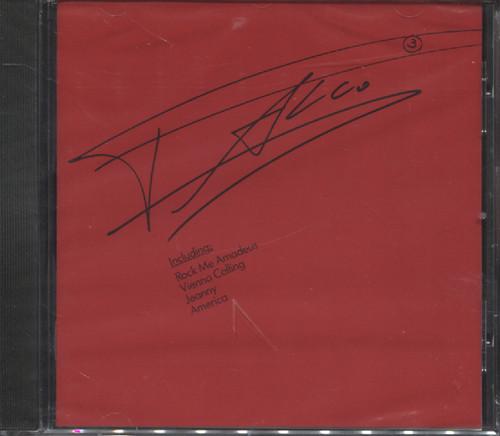 Falco
3
Including:
Rock Me Amadeus
Vienna Calling
Jeanny
America